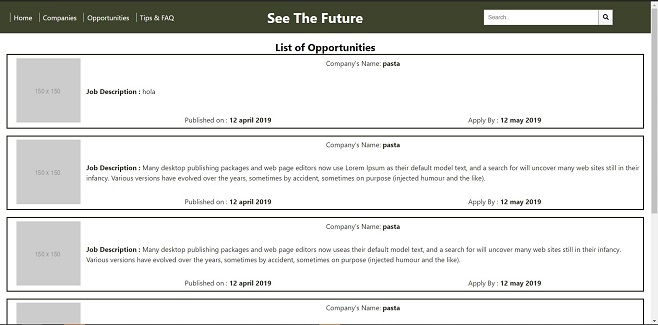 Home Companies Opportunities Tips & FAQ See The Future Search..
List of Opportunities
Company's Name: pasta
150 x 150
Job Description : hola
Published on : 12 april 2019 Apply By : 12 may 2019
Company's Name: pasta
150 x 150
Job Description : Many desktop publishing packages and web page editors now use Lorem Ipsum as their default model text, and a search for will uncover many web sites still in their
infancy. Various versions have evolved over the years, sometimes by accident, sometimes on purpose (injected humour and the like).
Published on : 12 april 2019 Apply By : 12 may 2019
Company's Name: pasta
150 x 150
Job Description : Many desktop publishing packages and web page editors now useas their default model text, and a search for will uncover many web sites still in their infancy.
Various versions have evolved over the years, sometimes by accident, sometimes on purpose (injected humour and the like).
Published on : 12 april 2019 Apply By : 12 may 2019
Company's Name: pasta